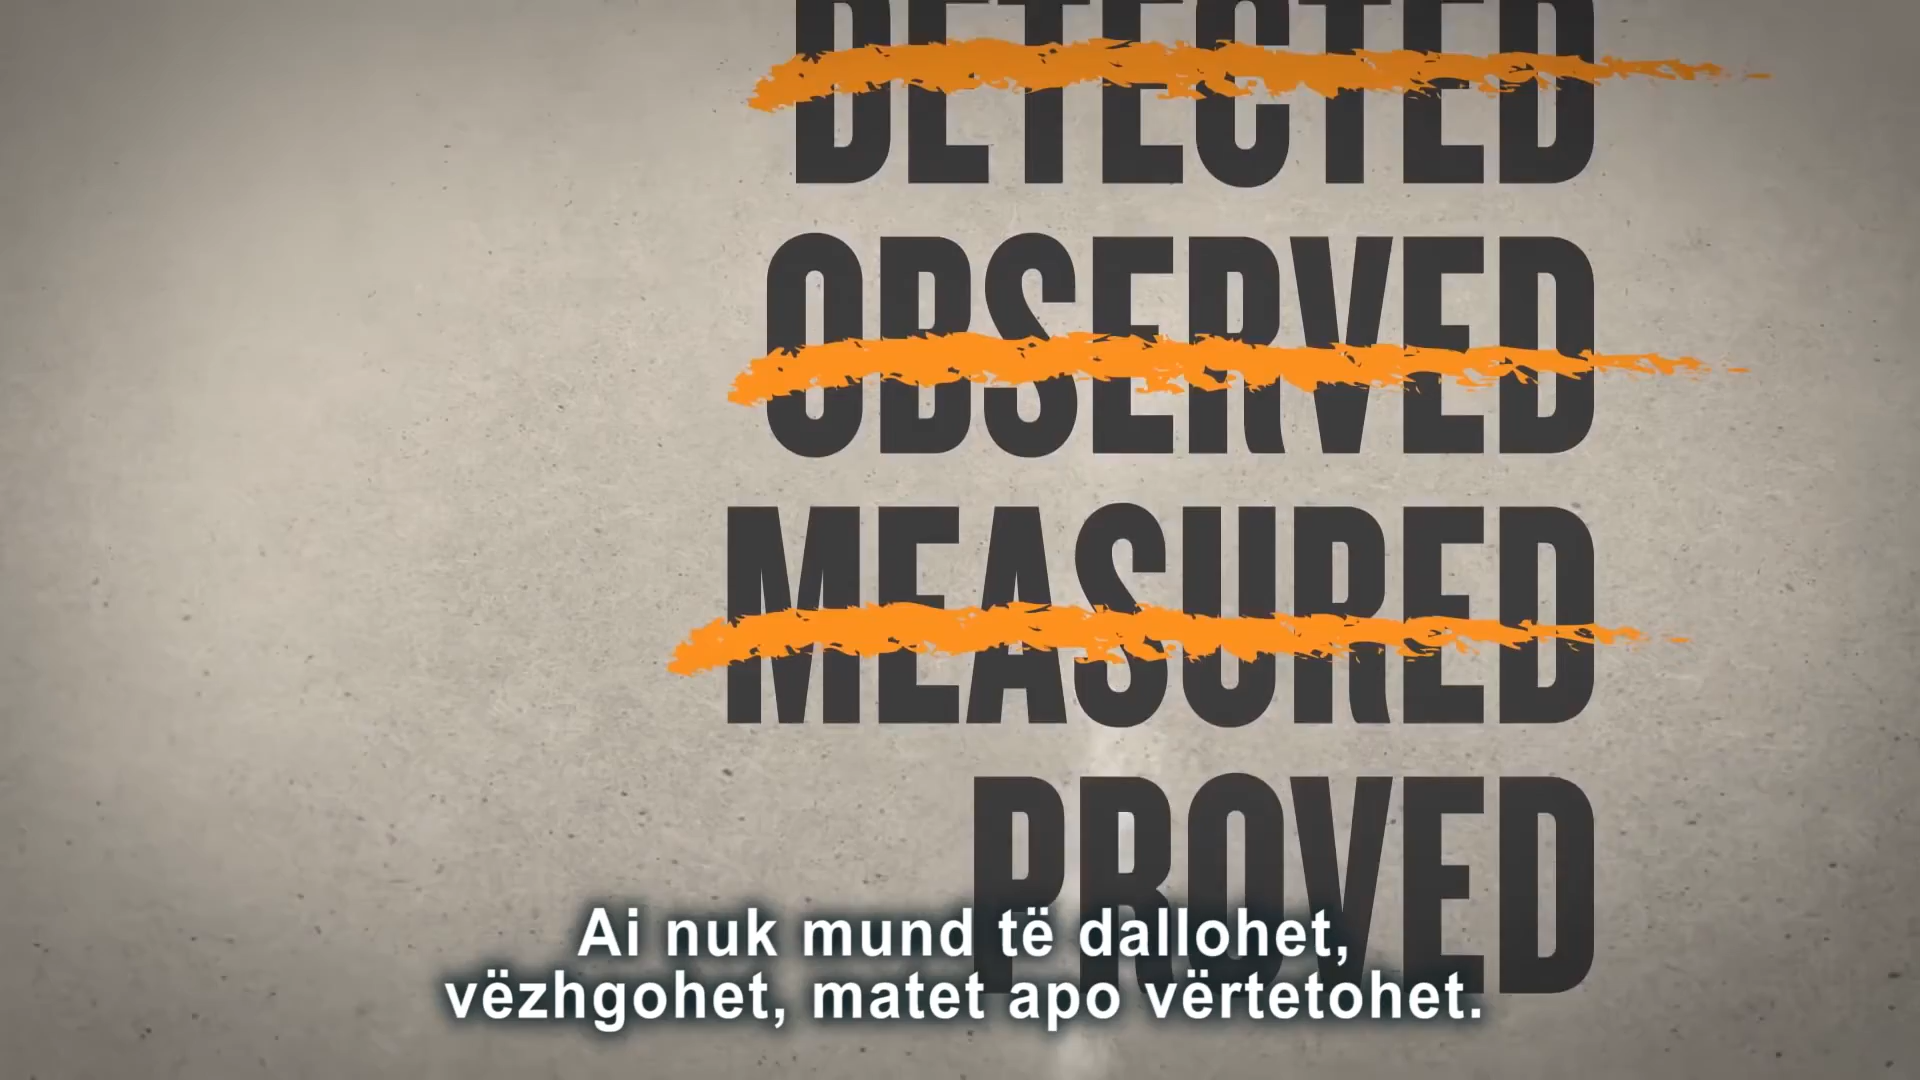 DETECTED
OBSERVED
MEASURED
PROVED
Ai nuk mund të dallohet,
vëzhgohet, matet apo vërtetohet.